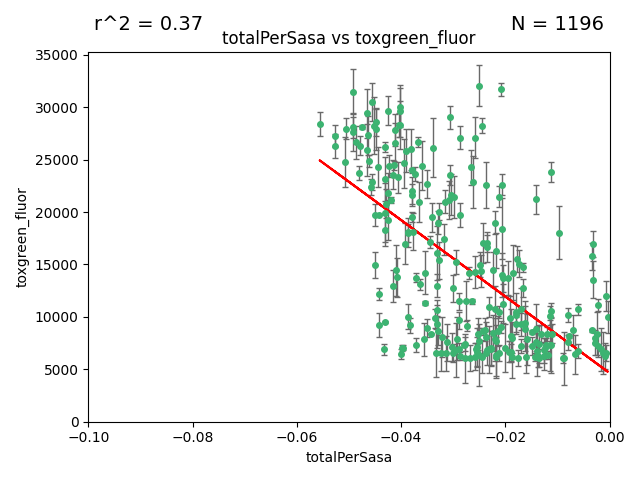 r^2 = 0.37
N = 1196
totalPerSasa vs toxgreen_fluor
35000
30000
25000
20000
15000
10000
5000
0
toxgreen_fluor
−0.10
−0.08
−0.06
−0.04
−0.02
0.00
totalPerSasa